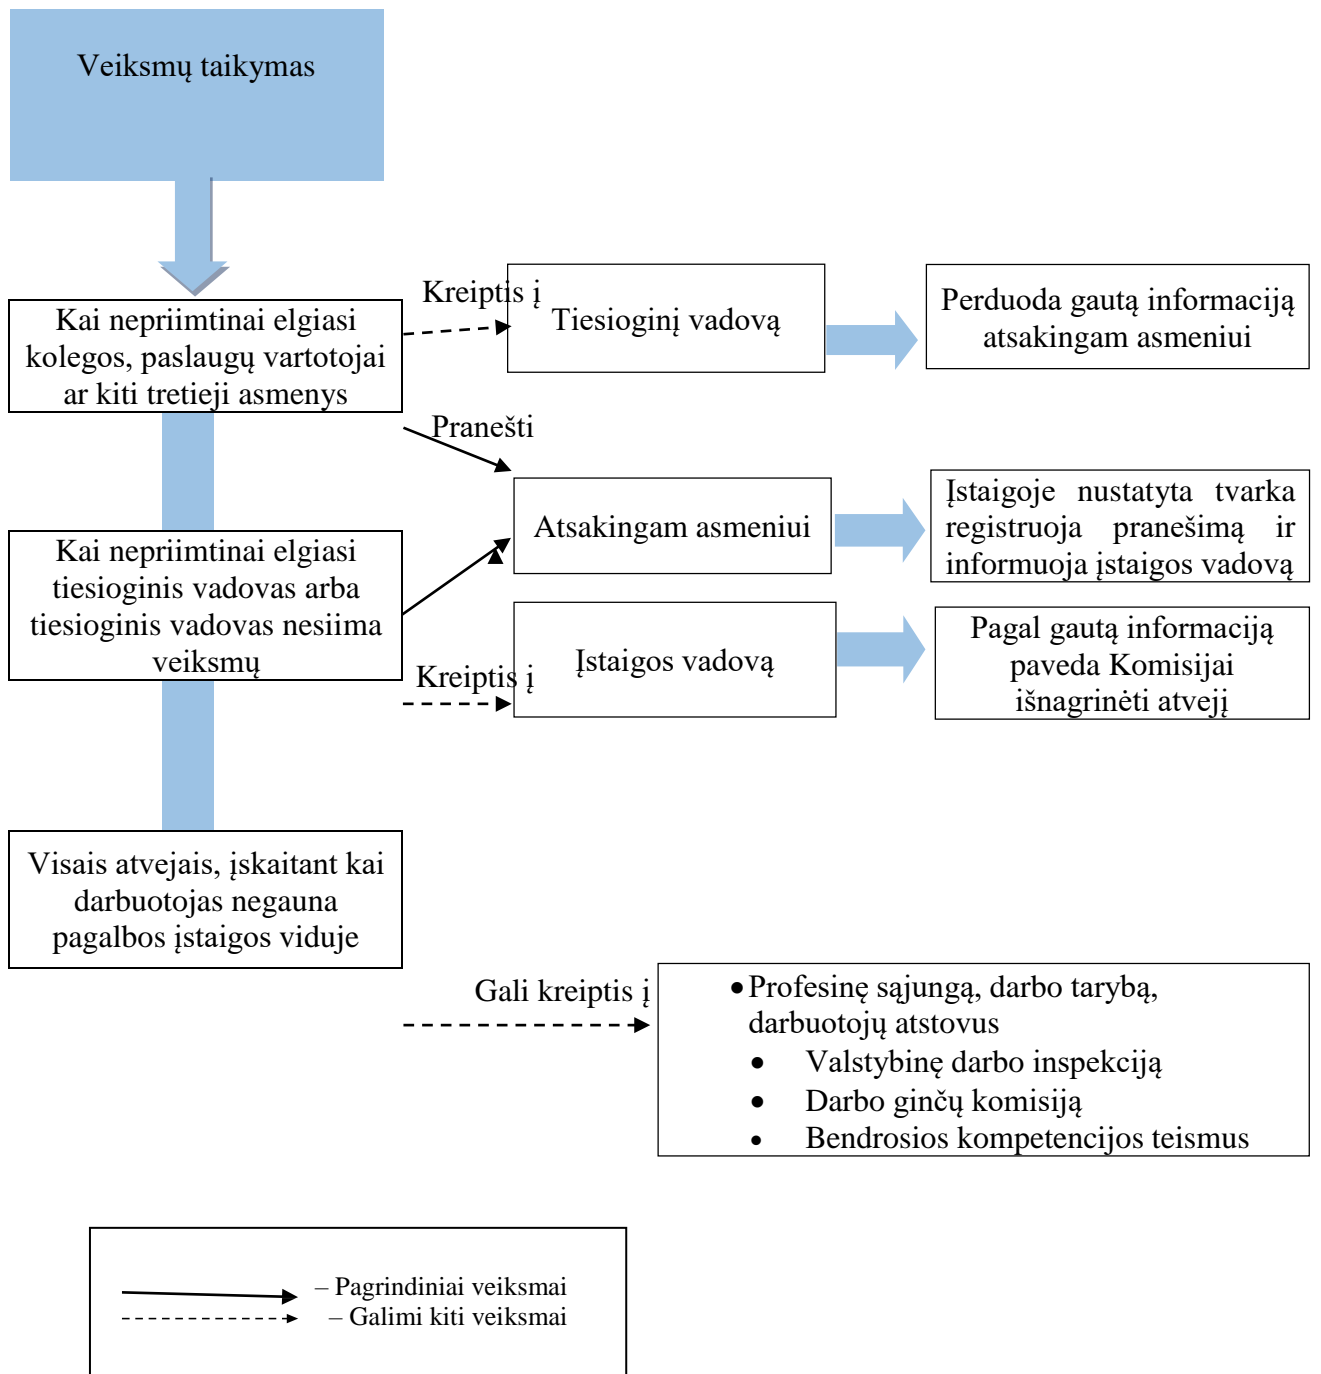 Veiksmų taikymas
Kai nepriimtinai elgiasi
kolegos, paslaugų vartotojai
ar kiti tretieji asmenys
Kreiptis į
Tiesioginį vadovą
Perduoda gautą informaciją
atsakingam asmeniui
Pranešti
Atsakingam asmeniui
Įstaigoje nustatyta tvarka
registruoja pranešimą ir
informuoja įstaigos vadovą
Kai nepriimtinai elgiasi
tiesioginis vadovas arba
tiesioginis vadovas nesiima
veiksmų
Kreiptis į
Įstaigos vadovą
Pagal gautą informaciją
paveda Komisijai
išnagrinėti atvejį
Visais atvejais, įskaitant kai
darbuotojas negauna
pagalbos įstaigos viduje
Gali kreiptis į
• Profesinę sąjungą, darbo tarybą,
darbuotojų atstovus
• Valstybinę darbo inspekciją
• Darbo ginčų komisiją
• Bendrosios kompetencijos teismus
– Pagrindiniai veiksmai
– Galimi kiti veiksmai